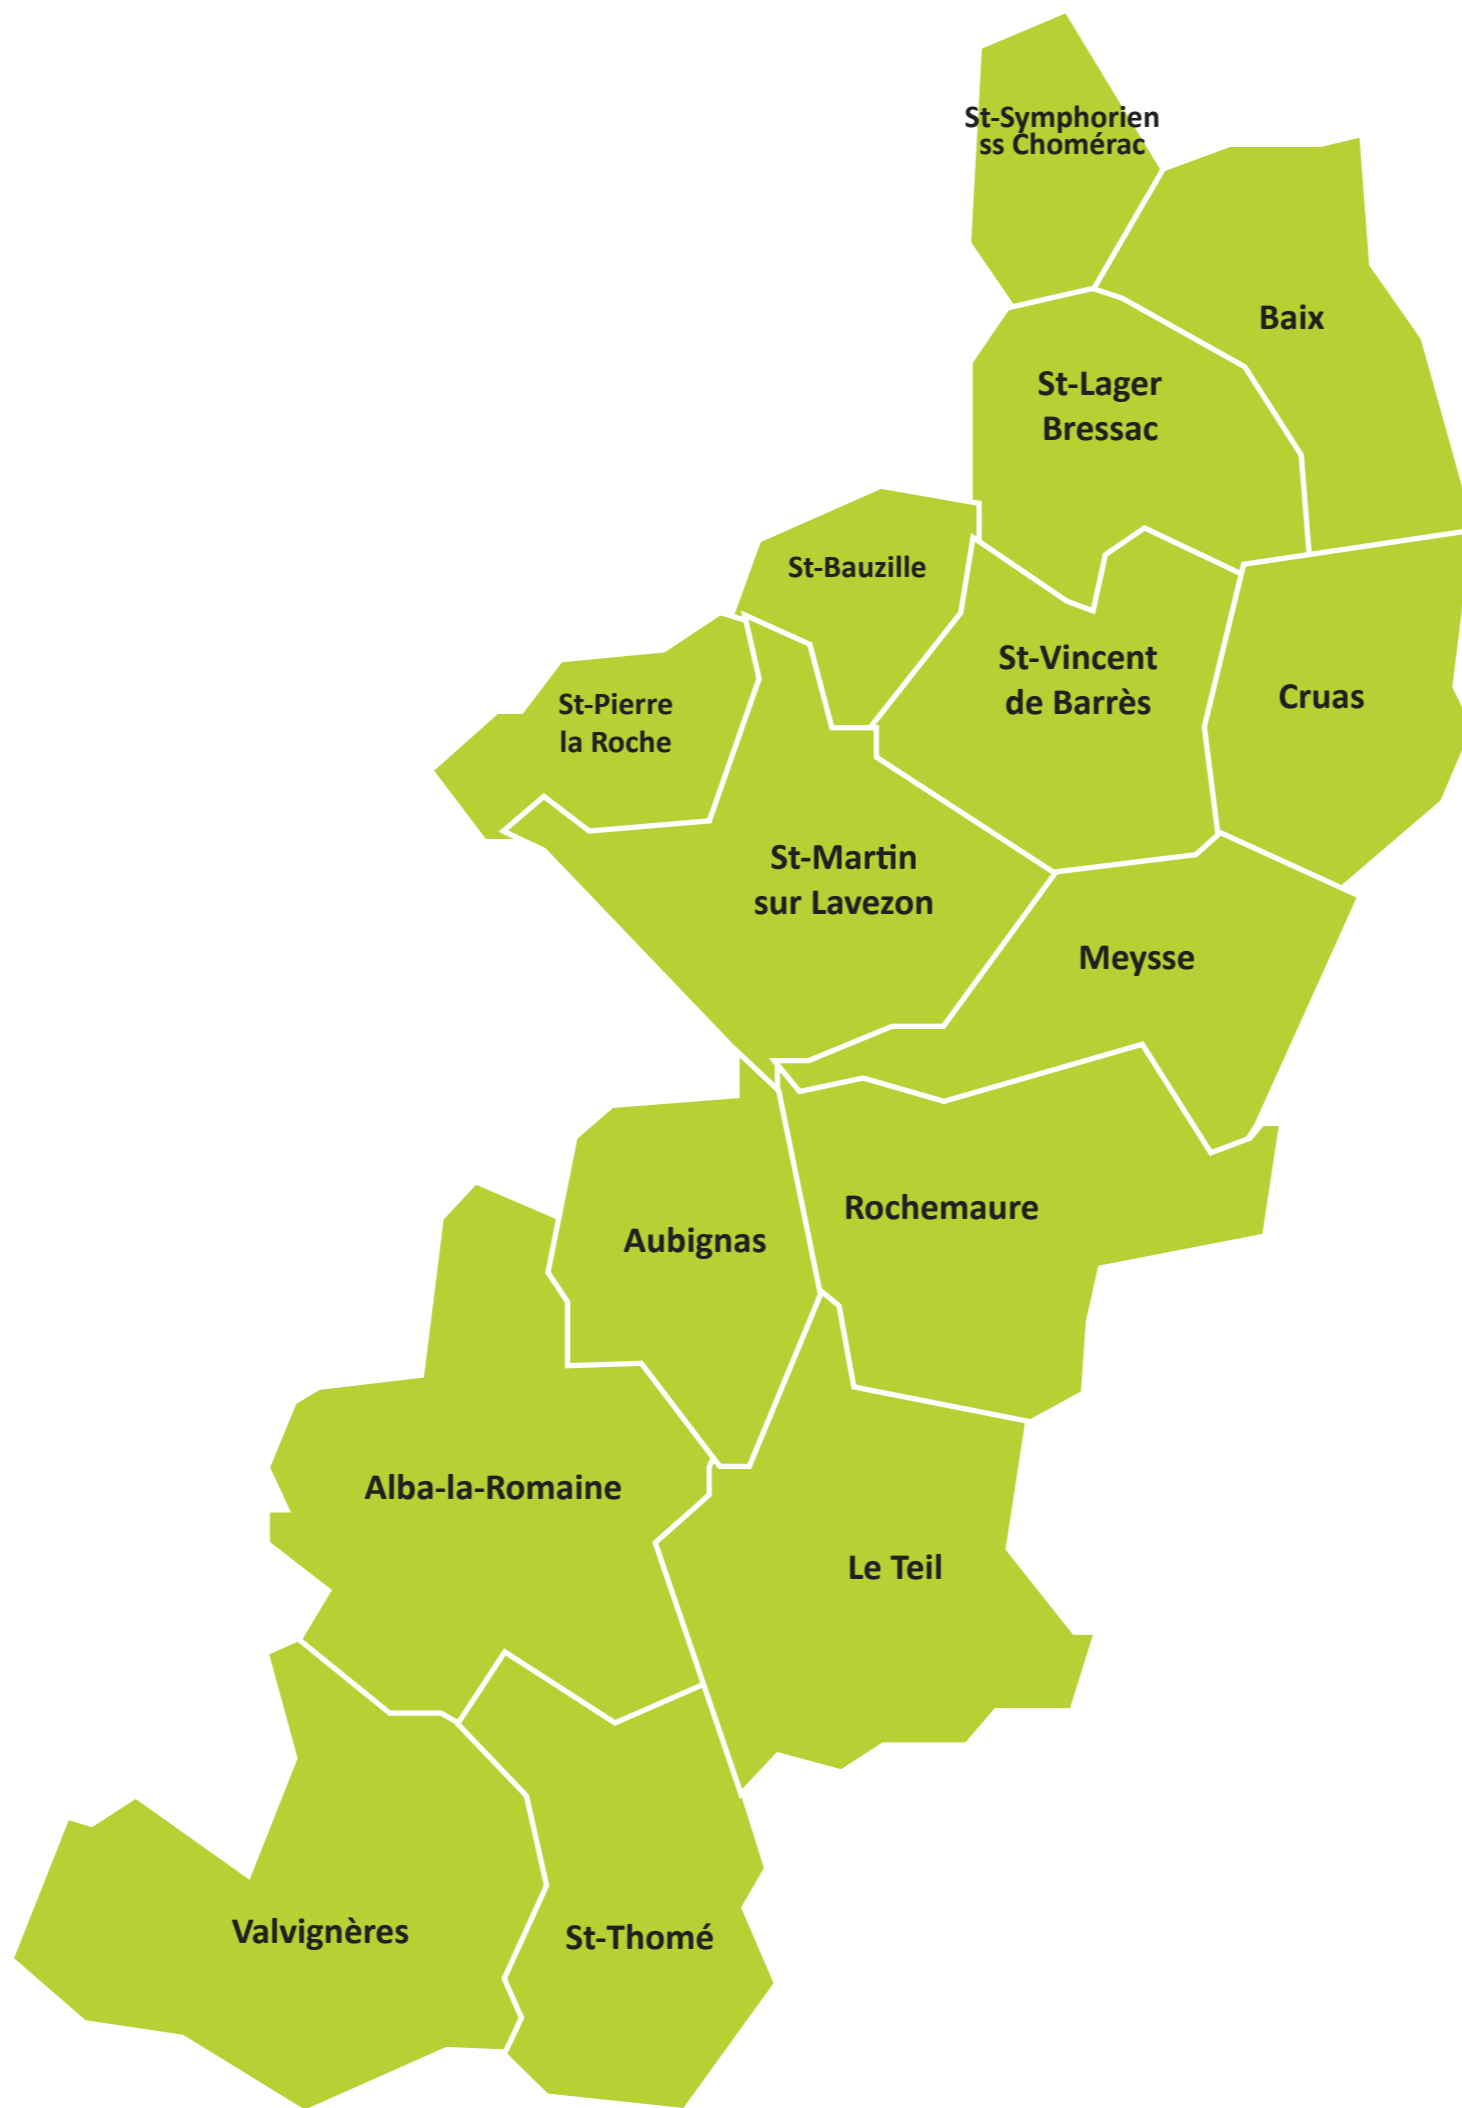 St-Symphorien
ss Chomérac
Baix
St-Lager
Bressac
St-Bauzille
St-Vincent
de Barrès
Cruas
St-Pierre
la Roche
St-Martin
sur Lavezon
Meysse
Rochemaure
Aubignas
Alba-la-Romaine
Le Teil
Valvignères
St-Thomé